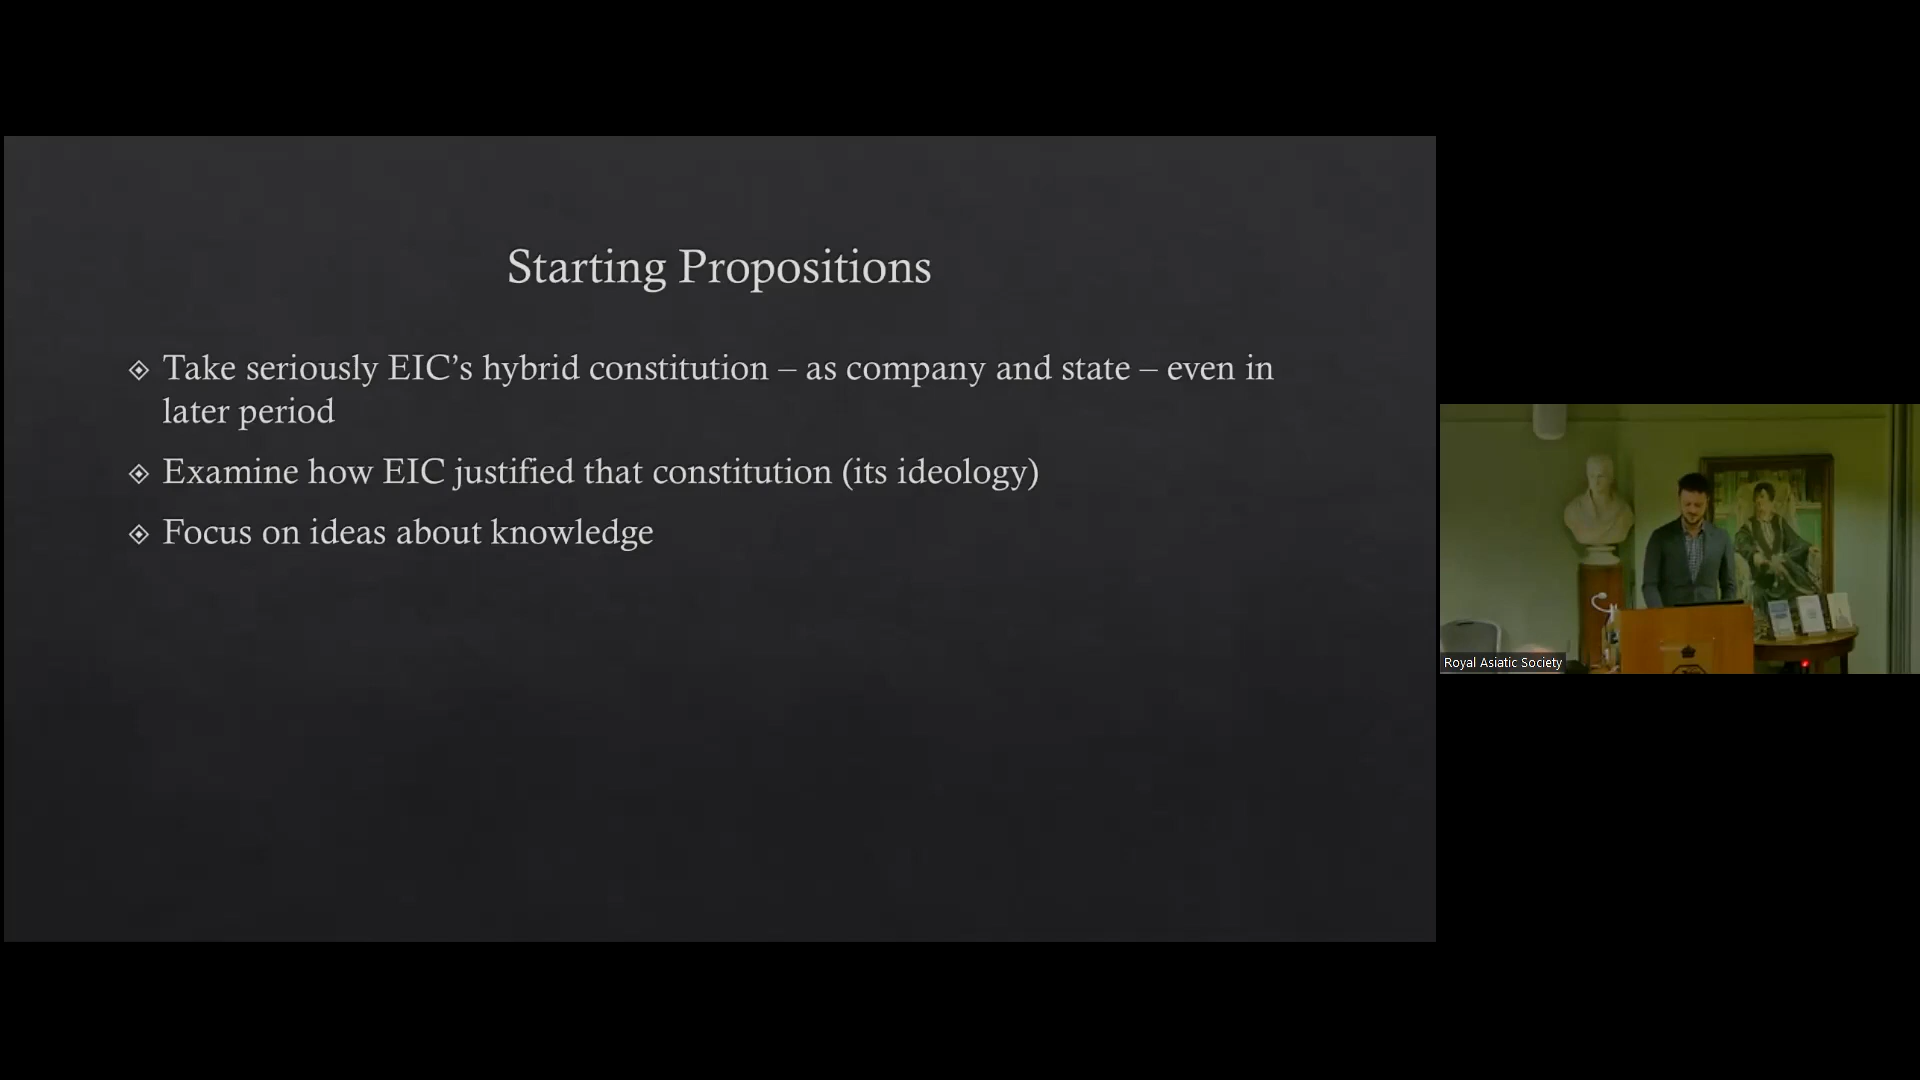 Starting Propositions
Take seriously EIC’s hybrid constitution – as company and state – even in
later period
Examine how EIC justified that constitution (its ideology)
Focus on ideas about knowledge
Royal Asiatic Society